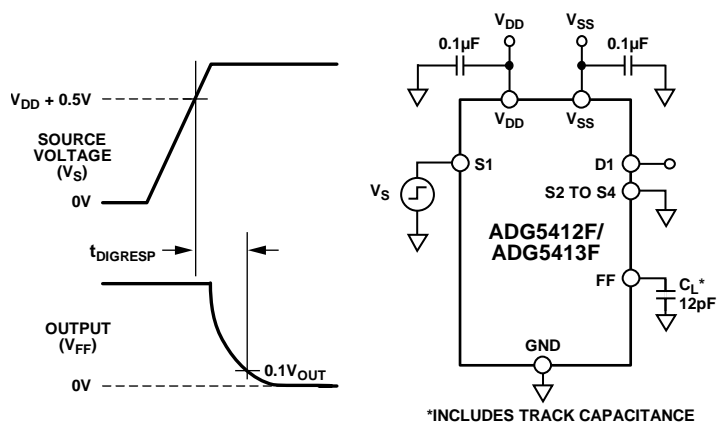 V_DD + 0.5V
SOURCE
VOLTAGE
(V_S)
0V
t_DIGRESP
OUTPUT
(V_FF)
0V
0.1V_OUT
V_DD
V_SS
0.1µF
0.1µF
V_DD
V_SS
S1
D1
V_S
S2 TO S4
ADG5412F/
ADG5413F
FF
C_L*
12pF
GND
*INCLUDES TRACK CAPACITANCE